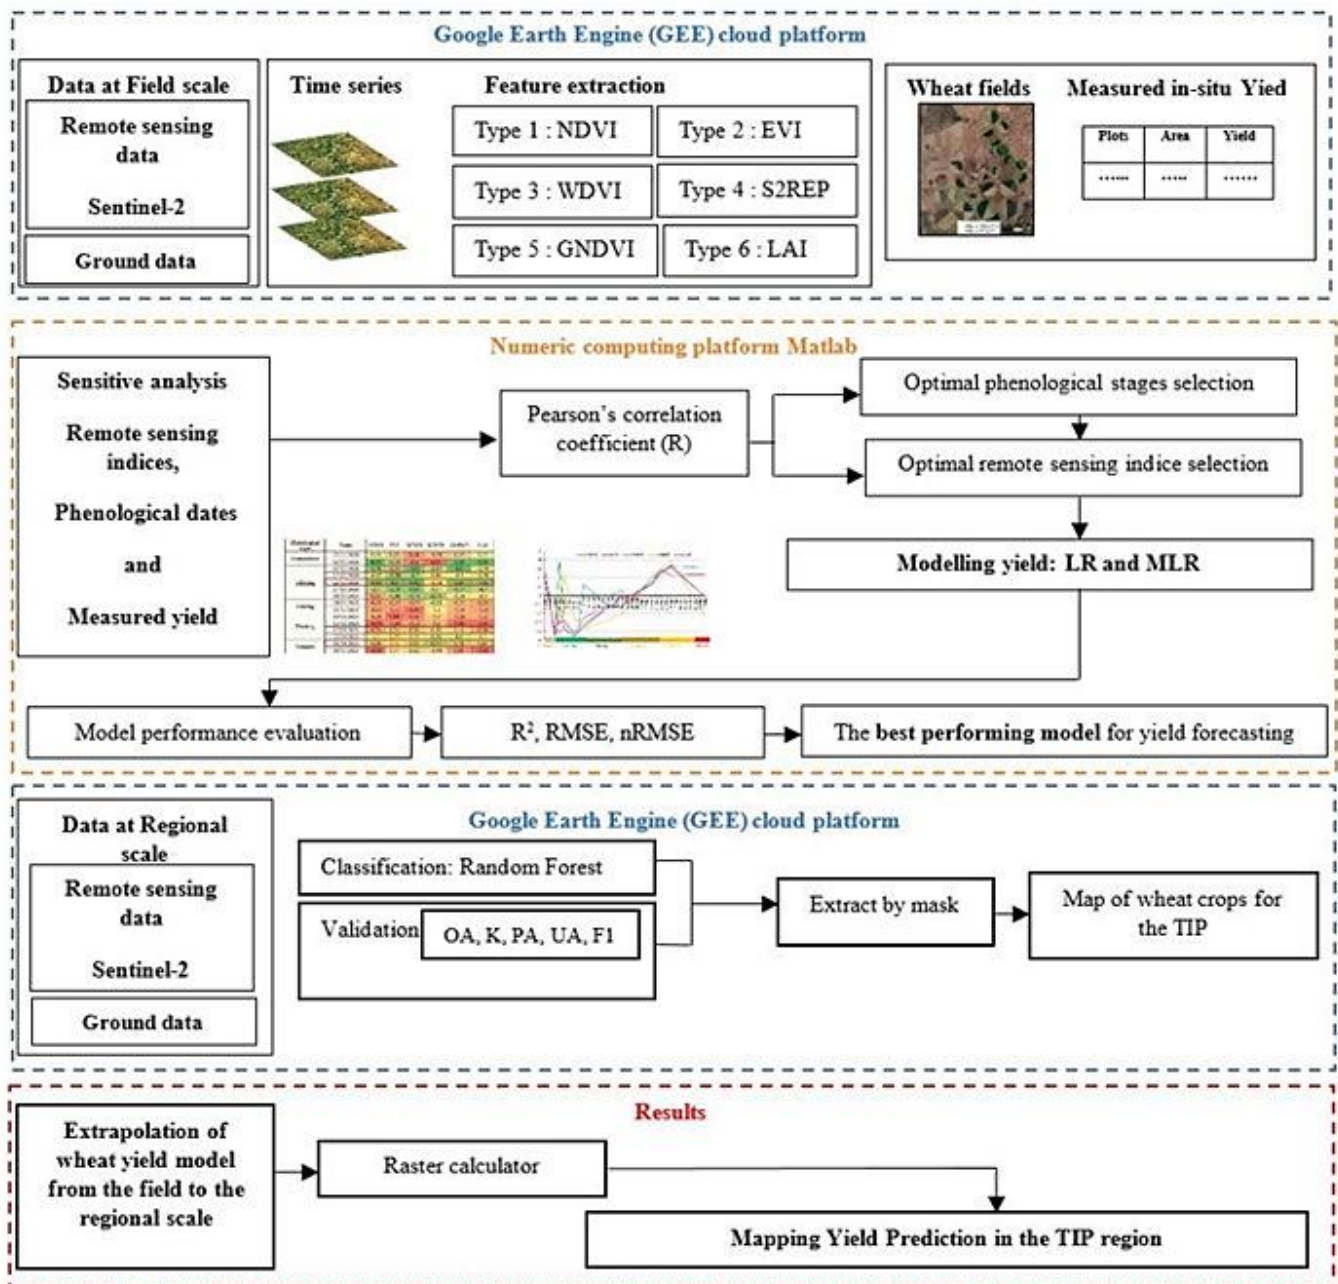 Google Earth Engine (GEE) cloud platform
Data at Field scale
Remote sensing
data
Sentinel-2
Ground data
Time series
Feature extraction
Type 1 : NDVI
Type 2 : EVI
Type 3 : WDVI
Type 4 : S2REP
Type 5 : GNDVI
Type 6 : LAI
Wheat fields
Measured in-situ Yied
Plots Area Yield
...... ..... ......
Numeric computing platform Matlab
Sensitive analysis
Remote sensing
indices,
Phenological dates
and
Measured yield
Pearson's correlation
coefficient (R)
Optimal phenological stages selection
Optimal remote sensing indice selection
Modelling yield: LR and MLR
Model performance evaluation
R², RMSE, nRMSE
The best performing model for yield forecasting
Data at Regional
scale
Remote sensing
data
Sentinel-2
Ground data
Google Earth Engine (GEE) cloud platform
Classification: Random Forest
Validation
OA, K, PA, UA, F1
Extract by mask
Map of wheat crops for
the TIP
Results
Extrapolation of
wheat yield model
from the field to the
regional scale
Raster calculator
Mapping Yield Prediction in the TIP region